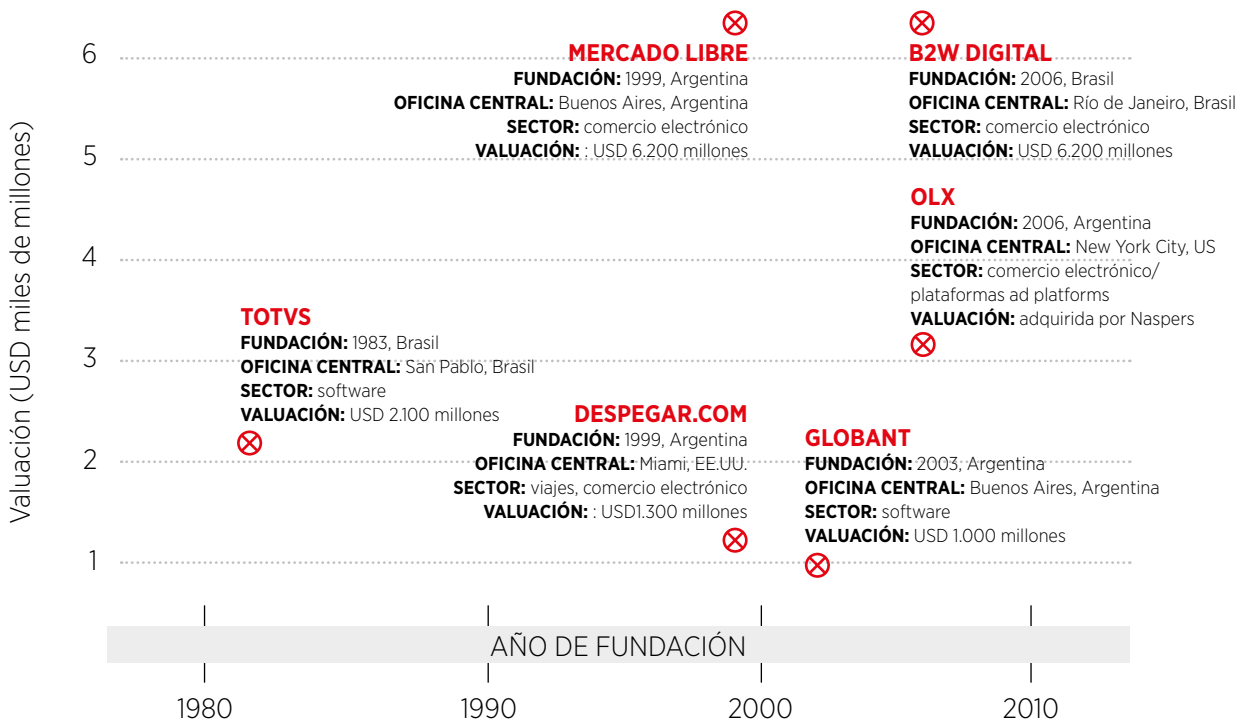 Valuación (USD miles de millones)
6
5
4
3
2
1
MERCADO LIBRE
FUNDACIÓN: 1999, Argentina
OFICINA CENTRAL: Buenos Aires, Argentina
SECTOR: comercio electrónico
VALUACIÓN: : USD 6.200 millones
B2W DIGITAL
FUNDACIÓN: 2006, Brasil
OFICINA CENTRAL: Río de Janeiro, Brasil
SECTOR: comercio electrónico
VALUACIÓN: USD 6.200 millones
OLX
FUNDACIÓN: 2006, Argentina
OFICINA CENTRAL: New York City, US
SECTOR: comercio electrónico/
plataformas ad platforms
VALUACIÓN: adquirida por Naspers
TOTVS
FUNDACIÓN: 1983, Brasil
OFICINA CENTRAL: San Pablo, Brasil
SECTOR: software
VALUACIÓN: USD 2.100 millones
DESPEGAR.COM
FUNDACIÓN: 1999, Argentina
OFICINA CENTRAL: Miami, EE.UU.
SECTOR: viajes, comercio electrónico
VALUACIÓN: : USD1.300 millones
GLOBANT
FUNDACIÓN: 2003, Argentina
OFICINA CENTRAL: Buenos Aires, Argentina
SECTOR: software
VALUACIÓN: USD 1.000 millones
AÑO DE FUNDACIÓN
1980
1990
2000
2010